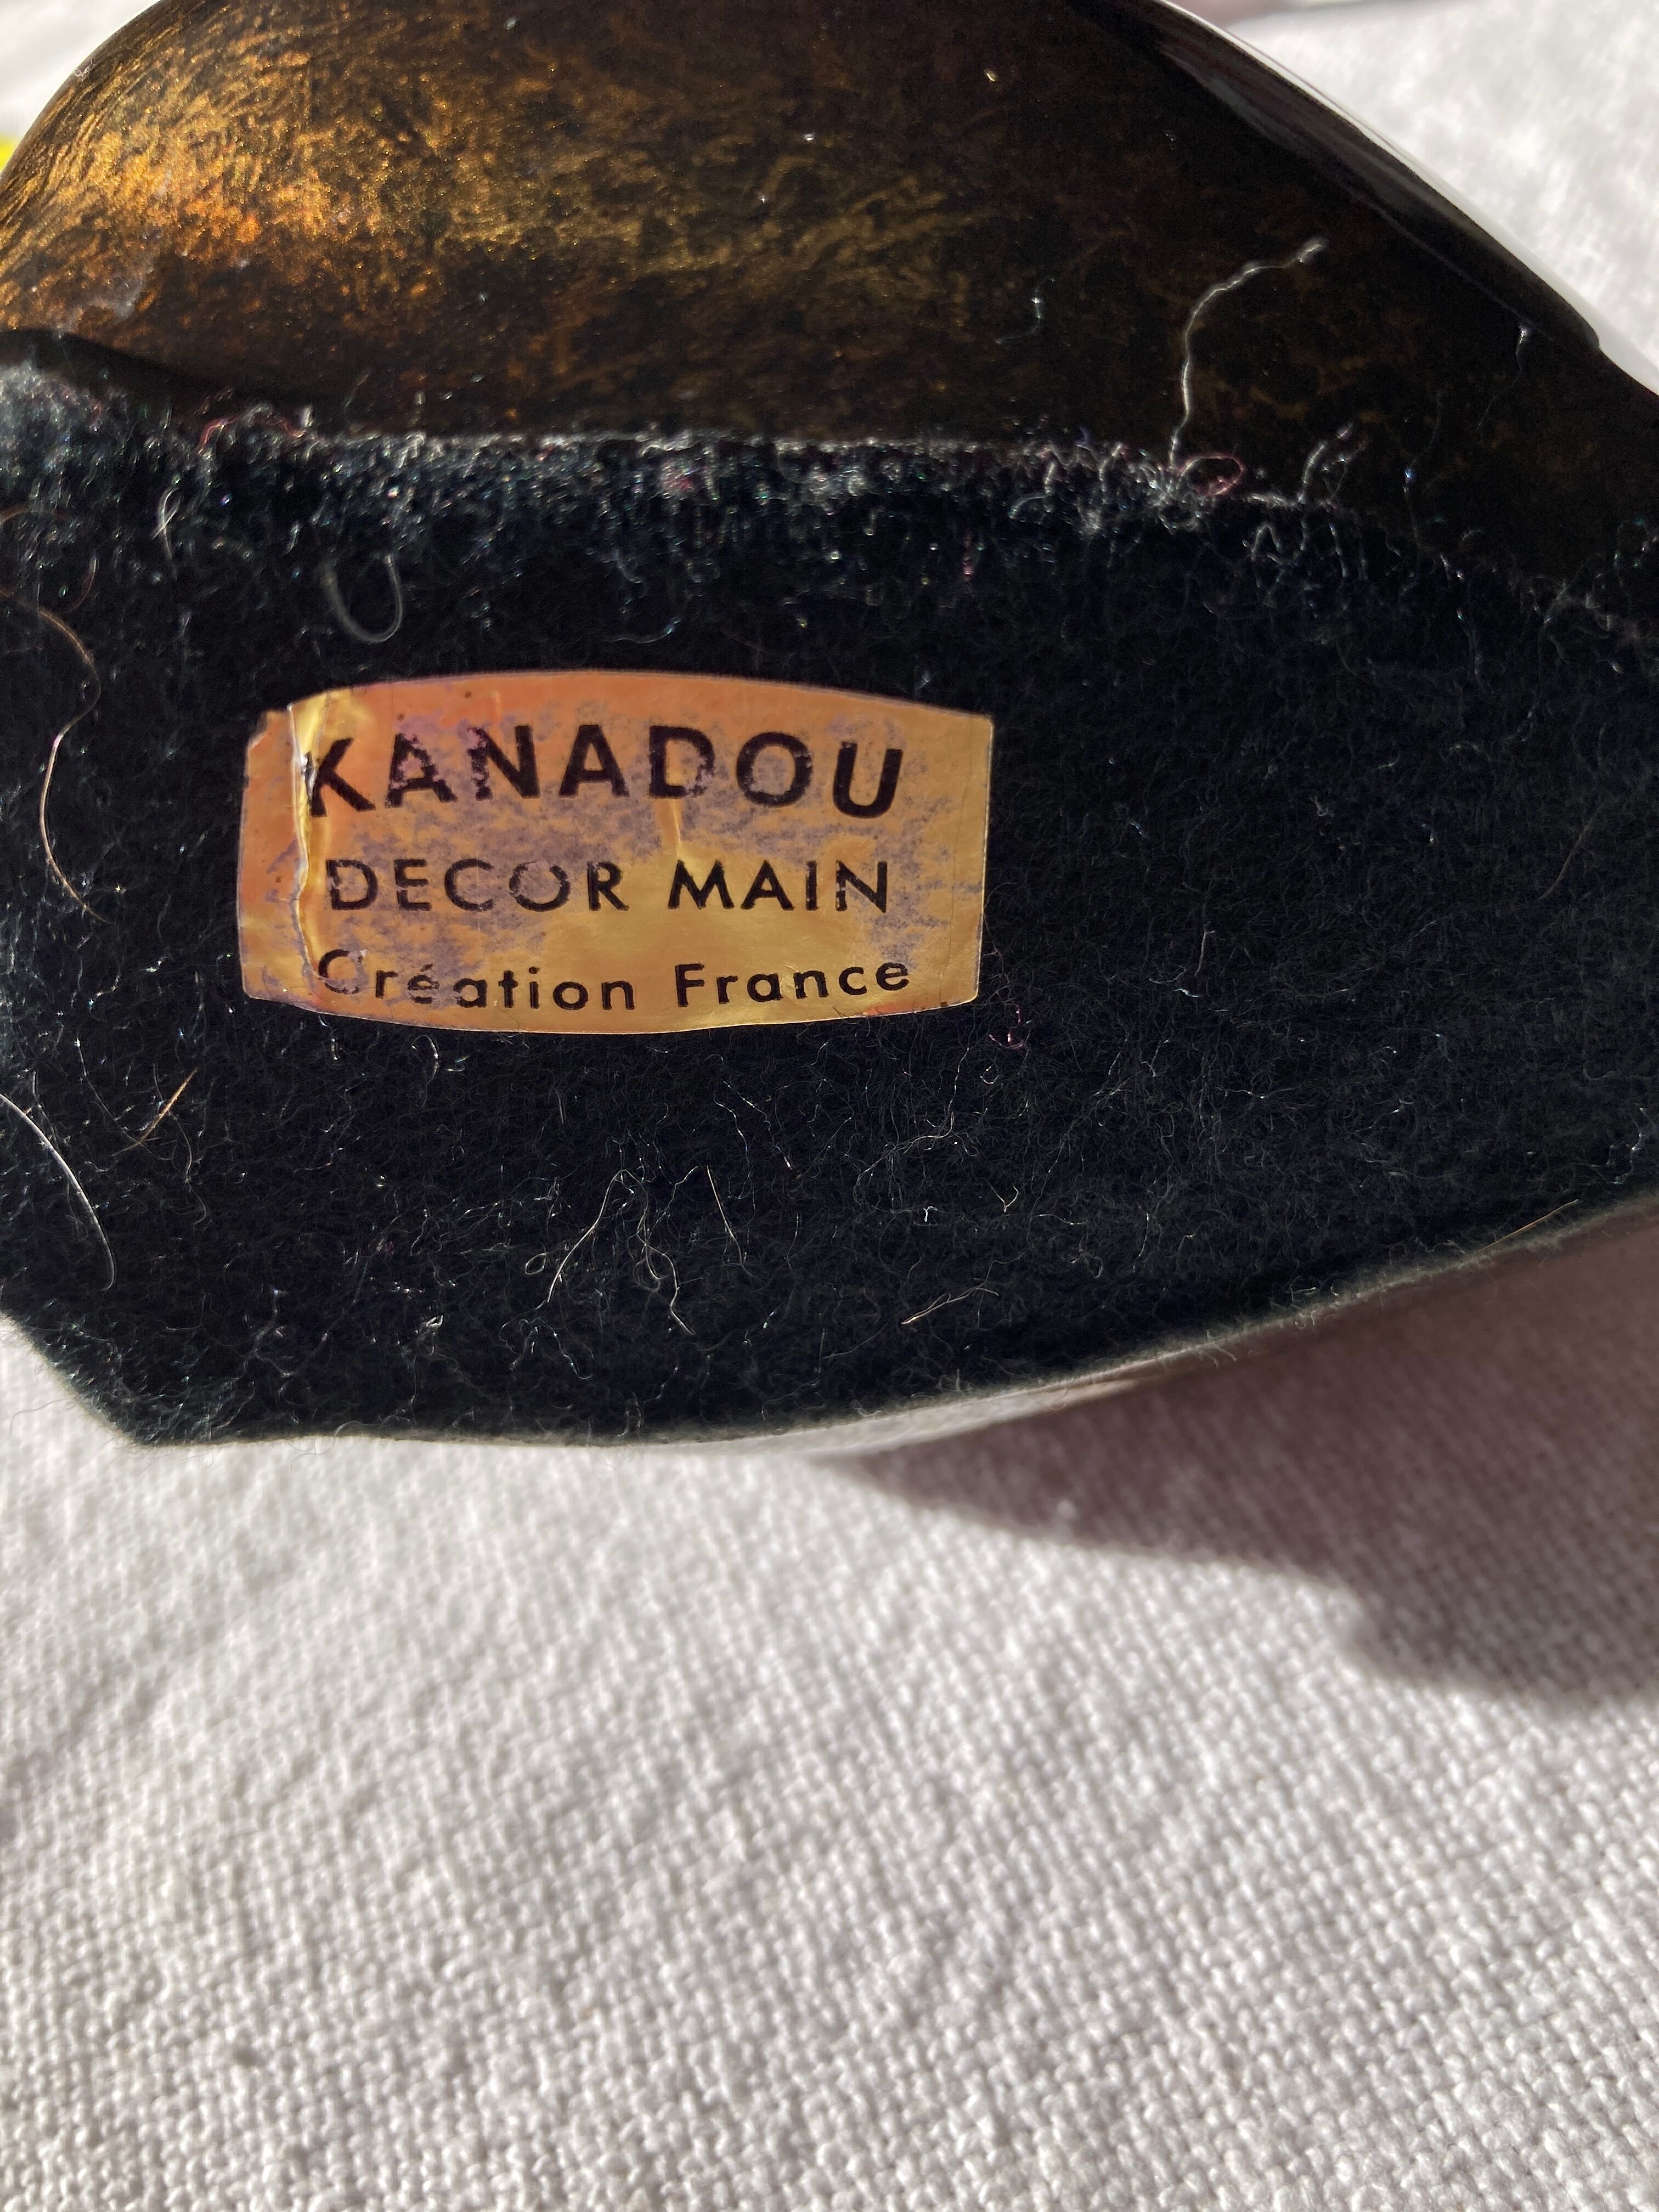 KANADOU
DECOR MAIN
Création France